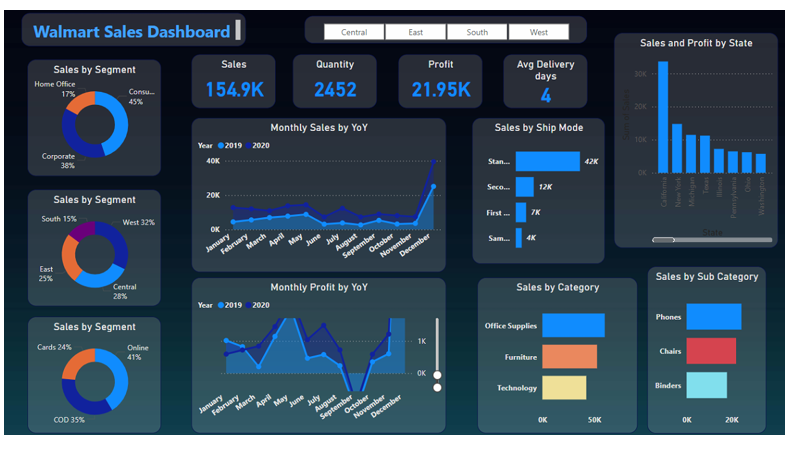 Walmart Sales Dashboard
Central East South West
Sales and Profit by State
30K
20K
10K
0K
California
New York
Michigan
Texas
Illinois
Pennsylvania
Ohio
Washington
State
Sales by Segment
Home Office
17%
Consu...
45%
Corporate
38%
Sales
154.9K
Quantity
2452
Profit
21.95K
Avg Delivery
days
4
Monthly Sales by YoY
Year 2019 2020
40K
20K
0K
January
February
March
April
May
June
July
August
September
October
November
December
Sales by Ship Mode
Stan... 42K
Seco... 12K
First ... 7K
Sam... 4K
Sales by Segment
South 15%
West 32%
East
25%
Central
28%
Sales by Segment
Cards 24%
Online
41%
COD 35%
Monthly Profit by YoY
Year 2019 2020
1K
0K
January
February
March
April
May
June
July
August
September
October
November
December
Sales by Category
Office Supplies
Furniture
Technology
0K 50K
Sales by Sub Category
Phones
Chairs
Binders
0K 20K